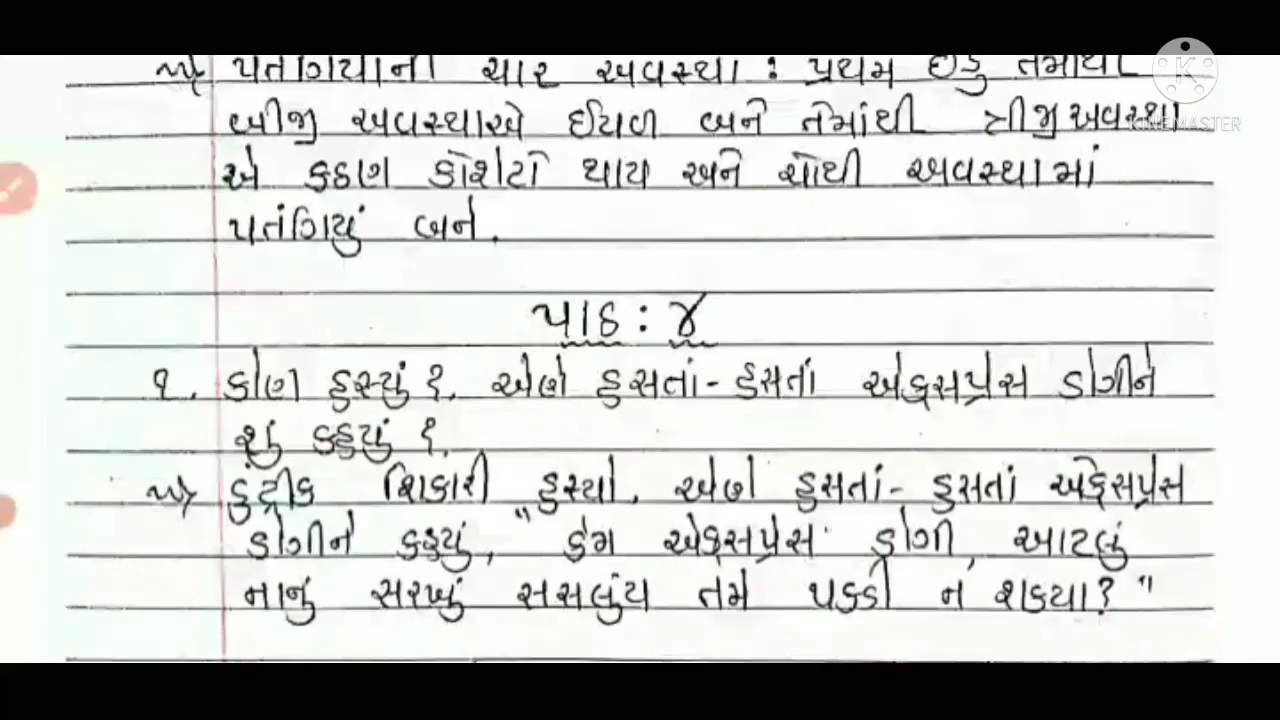 પતંગિયાની ચાર અવસ્થા : પ્રથમ ઈંડું તેમાંથી
બીજી અવસ્થાએ ઈયળ બને તેમાંથી ત્રીજી અવસ્થા
એ કઠણ કોશેટો થાય અને ચોથી અવસ્થામાં
પતંગિયું બને.
પાઠ : ૪
૧. કોણ હસ્યું ?. એણે હસતાં-હસતાં એક્સપ્રેસ ડોગીને
શું કહ્યું ?.
હંટ્રીક શિકારી હસ્યો. એણે હસતાં-હસતાં એક્સપ્રેસ
ડોગીને કહ્યું, "કેમ એક્સપ્રેસ ડોગી, આટલું
નાનું સરખું સસલુંય તમે પકડી ન શક્યા?"
KINEMASTER